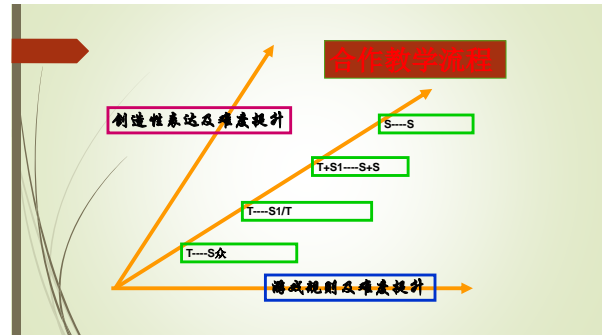 合作教学流程
创造性表达及难度提升
S----S
T+S1----S+S
T----S1/T
T----S众
游戏规则及难度提升